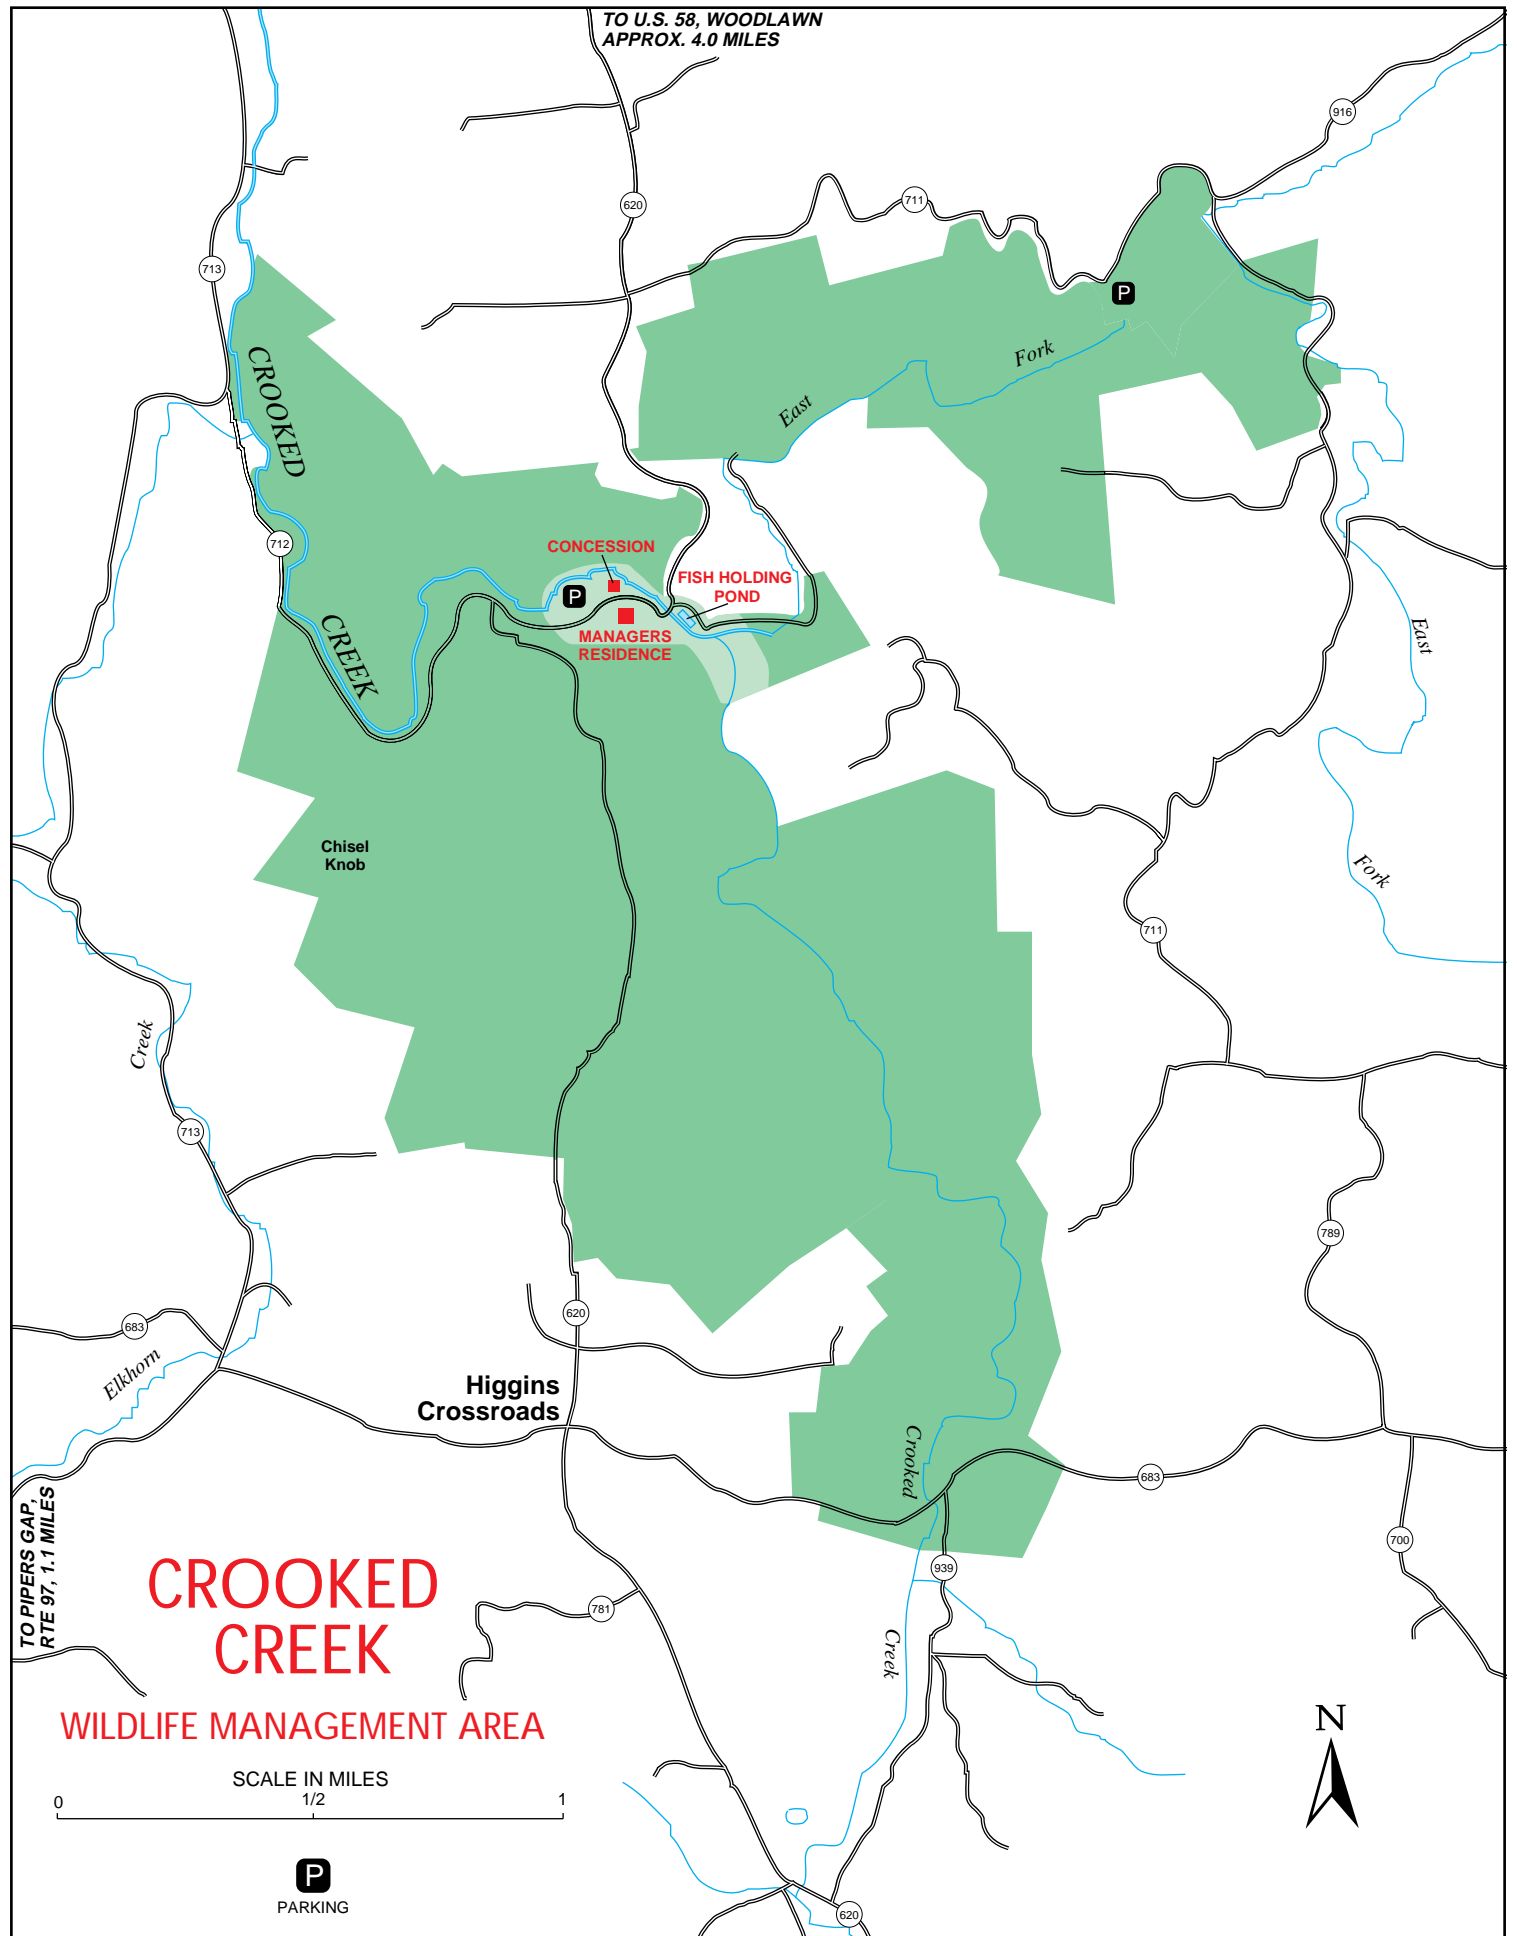 TO U.S. 58, WOODLAWN
APPROX. 4.0 MILES
916
620
711
713
P
CROOKED
Fork
East
712
CONCESSION
P
FISH HOLDING
POND
MANAGERS
RESIDENCE
CREEK
East
Chisel
Knob
Fork
711
Creek
713
789
620
683
Elkhorn
Higgins
Crossroads
Crooked
683
TO PIPERS GAP,
RTE 97, 1.1 MILES
700
939
781
CROOKED
CREEK
Creek
WILDLIFE MANAGEMENT AREA
N
SCALE IN MILES
0 1/2 1
P
PARKING
620